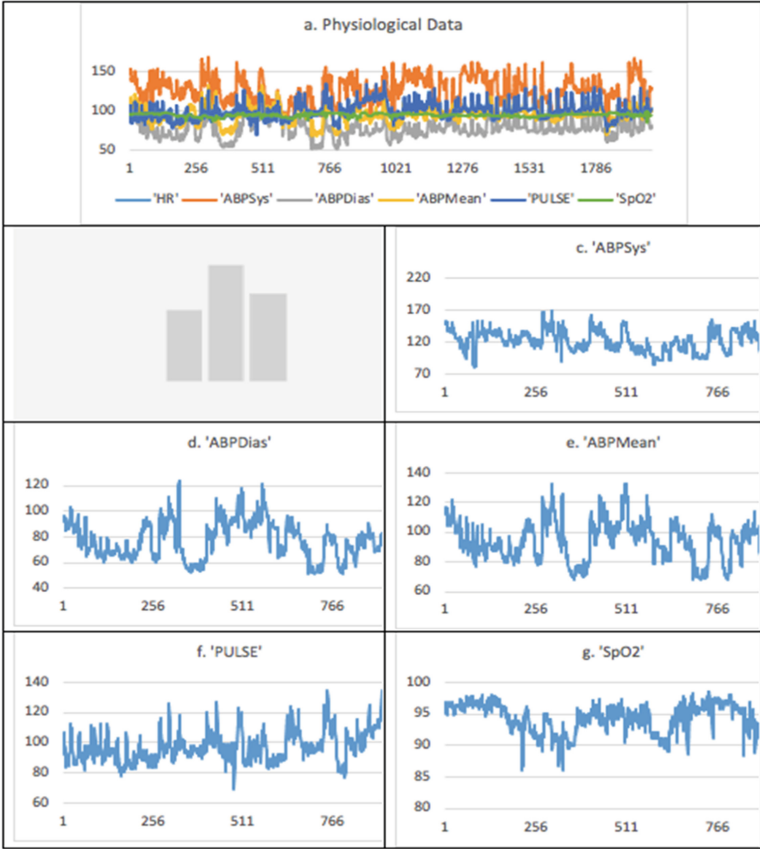 a. Physiological Data
150
100
50
1 256 511 766 1021 1276 1531 1786
'HR' 'ABPSys' 'ABPDias' 'ABPMean' 'PULSE' 'SpO2'
c. 'ABPSys'
220
170
120
70
1 256 511 766
d. 'ABPDias'
120
100
80
60
40
1 256 511 766
e. 'ABPMean'
140
120
100
80
60
1 256 511 766
f. 'PULSE'
140
120
100
80
60
1 256 511 766
g. 'SpO2'
100
95
90
85
80
1 256 511 766